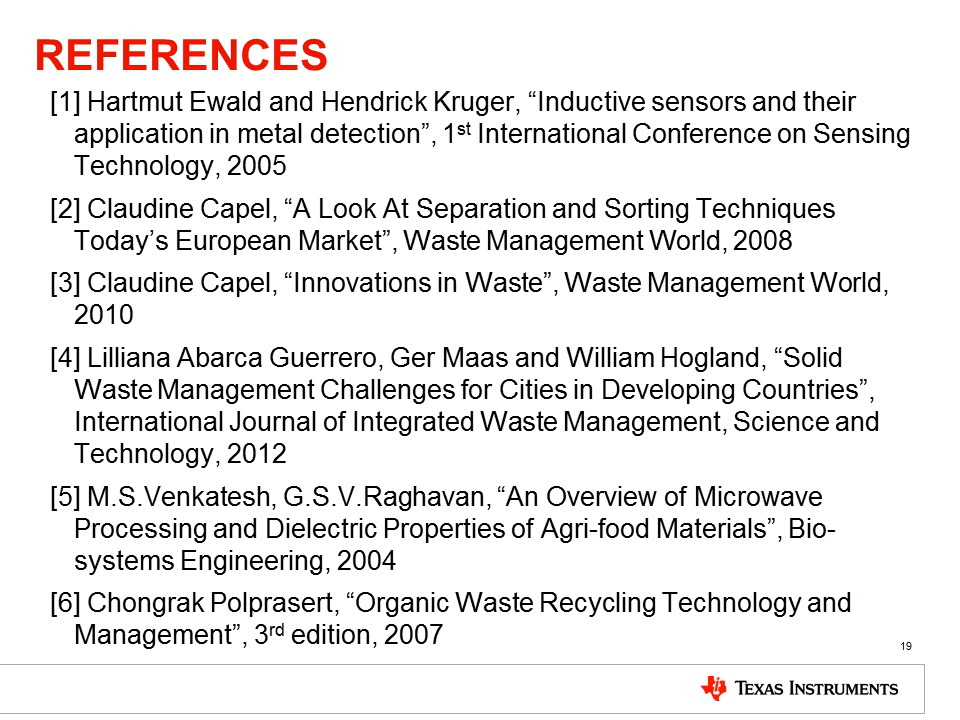 REFERENCES
[1] Hartmut Ewald and Hendrick Kruger, “Inductive sensors and their
application in metal detection”, 1st International Conference on Sensing
Technology, 2005
[2] Claudine Capel, “A Look At Separation and Sorting Techniques
Today’s European Market”, Waste Management World, 2008
[3] Claudine Capel, “Innovations in Waste”, Waste Management World,
2010
[4] Lilliana Abarca Guerrero, Ger Maas and William Hogland, “Solid
Waste Management Challenges for Cities in Developing Countries”,
International Journal of Integrated Waste Management, Science and
Technology, 2012
[5] M.S.Venkatesh, G.S.V.Raghavan, “An Overview of Microwave
Processing and Dielectric Properties of Agri-food Materials”, Bio-
systems Engineering, 2004
[6] Chongrak Polprasert, “Organic Waste Recycling Technology and
Management”, 3rd edition, 2007
19
TEXAS INSTRUMENTS